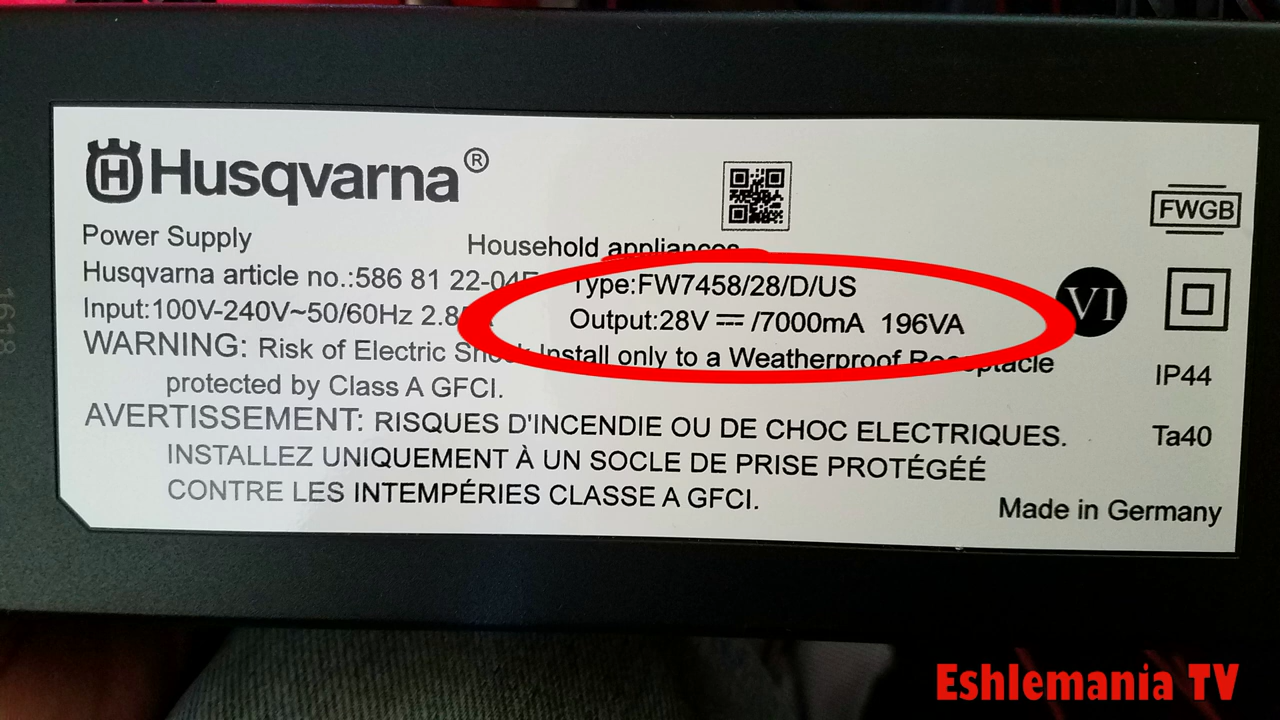 Husqvarna®
FWGB
Power Supply
Household appliances
Husqvarna article no.:586 81 22-04
Type:FW7458/28/D/US
Input:100V-240V~50/60Hz 2.8
Output:28V ⎓ /7000mA 196VA
VI
WARNING: Risk of Electric Shock Install only to a Weatherproof Receptacle
protected by Class A GFCI.
IP44
AVERTISSEMENT: RISQUES D'INCENDIE OU DE CHOC ELECTRIQUES.
Ta40
INSTALLEZ UNIQUEMENT À UN SOCLE DE PRISE PROTÉGÉÉ
CONTRE LES INTEMPÉRIES CLASSE A GFCI.
Made in Germany
1618
Eshlemania TV